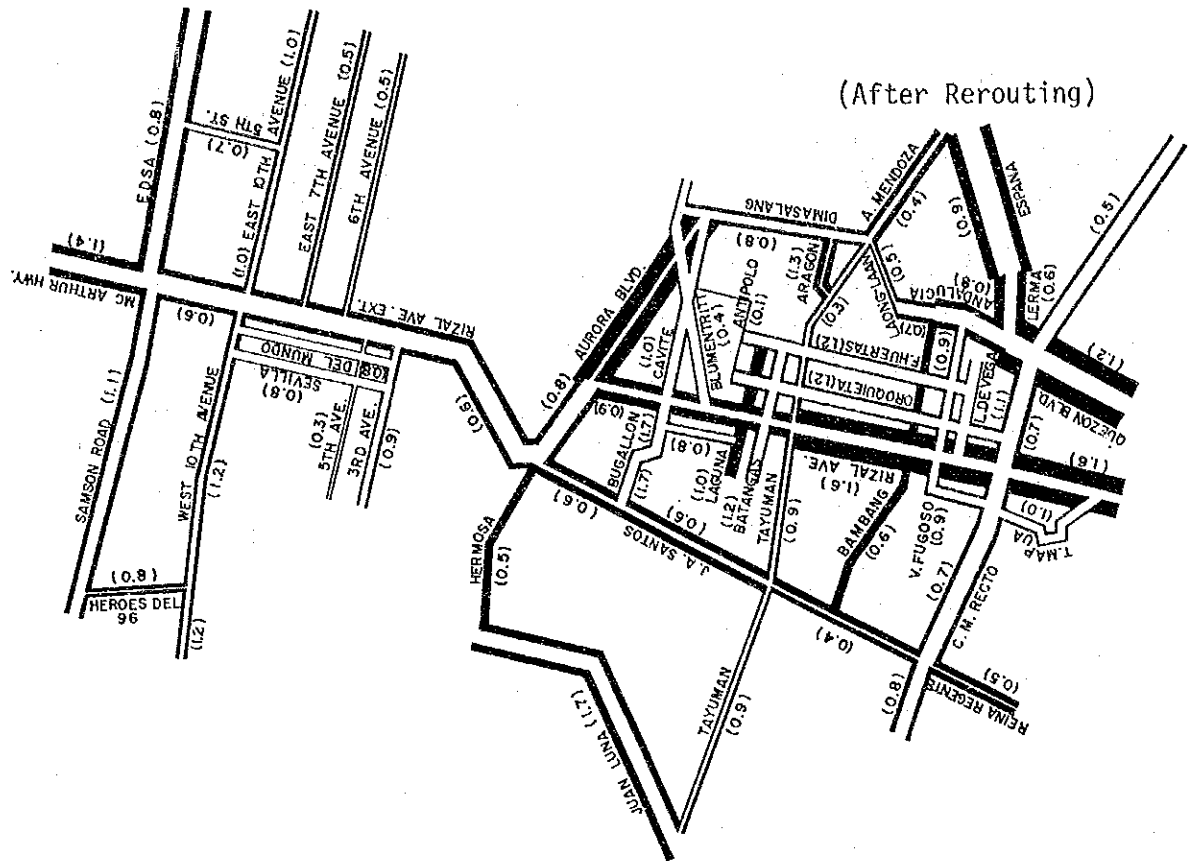 (After Rerouting)
EDSA (0.8)
5TH ST.
(0.7)
AVENUE (1.0)
(1.0) EAST 10TH
EAST 7TH AVENUE (0.5)
6TH AVENUE (0.5)
(1.4)
MC ARTHUR HWY.
(0.6)
RIZAL AVE. EXT.
SAMSON ROAD (1.1)
WEST 10TH AVENUE
(1.2)
DEL MUNDO
SEVILLA
(0.8)
(0.3)
5TH AVE.
3RD AVE.
(0.9)
(0.8)
HEROES DEL
96
(1.2)
(0.6)
HERMOSA
(0.5)
JUAN LUNA (1.7)
AURORA BLVD.
(0.8)
(0.9)
DIMASALANG
(0.8)
A. MENDOZA
(0.4)
(0.9)
ESPANA
(0.5)
(1.3)
ARAGON
LAONG LAAN
(0.5)
(0.3)
ANDALUCIA
(0.8)
LERMA
(0.6)
(1.0)
CAVITE
BLUMENTRITT
(0.4)
ANTIPOLO
(0.1)
F.HUERTAS(1.2)
OROQUIETA(1.2)
(0.7)
(0.9)
L.DEVEGA
(1.1)
(1.2)
QUEZON BLVD.
(0.7)
(1.6)
BUGALLON
(1.7)
(1.7)
(0.8)
(1.0)
LAGUNA
(1.2)
BATANGAS
TAYUMAN
(0.9)
RIZAL AVE.
(1.6)
BAMBANG
(0.6)
V. FUGOSO
(0.9)
(1.0)
T. MAPUA
(0.6)
J.A. SANTOS
(0.6)
(0.4)
(0.7)
C. M. RECTO
(0.8)
(0.5)
REINA REGENTS
TAYUMAN
(0.9)